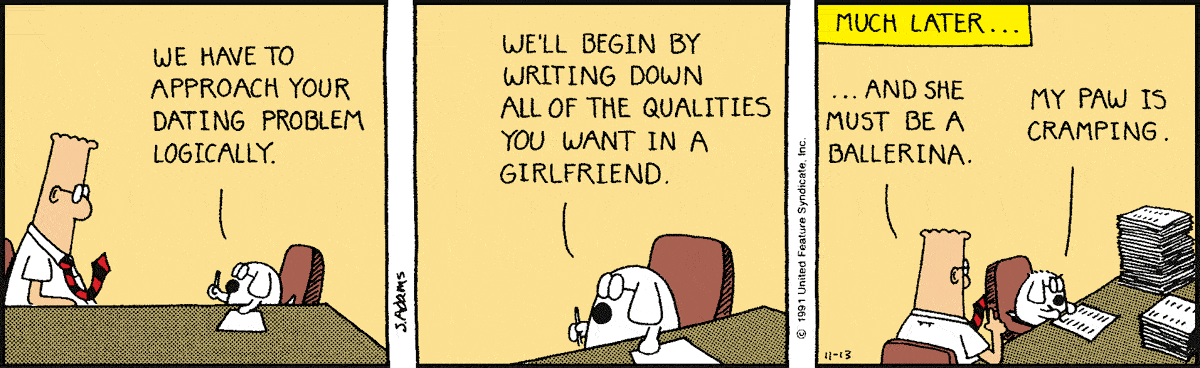 WE HAVE TO
APPROACH YOUR
DATING PROBLEM
LOGICALLY.
S.Adams
WE'LL BEGIN BY
WRITING DOWN
ALL OF THE QUALITIES
YOU WANT IN A
GIRLFRIEND.
© 1991 United Feature Syndicate, Inc.
MUCH LATER...
...AND SHE
MUST BE A
BALLERINA.
MY PAW IS
CRAMPING.
11-13